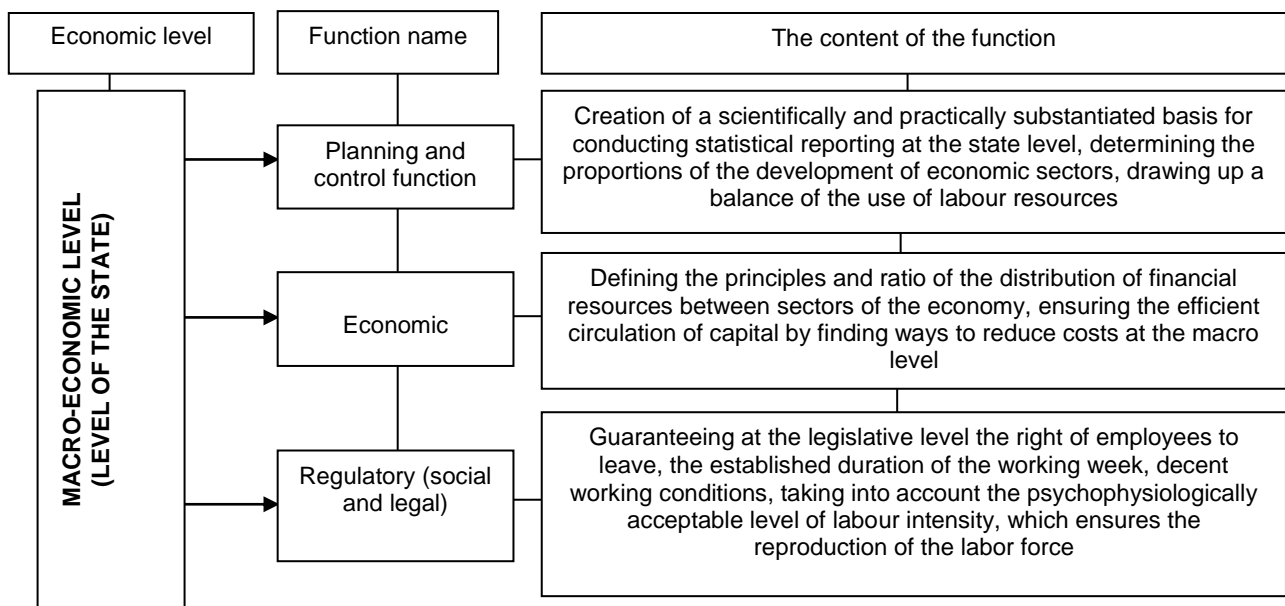 Economic level
Function name
The content of the function
MACRO-ECONOMIC LEVEL
(LEVEL OF THE STATE)
Planning and
control function
Creation of a scientifically and practically substantiated basis for
conducting statistical reporting at the state level, determining the
proportions of the development of economic sectors, drawing up a
balance of the use of labour resources
Economic
Defining the principles and ratio of the distribution of financial
resources between sectors of the economy, ensuring the efficient
circulation of capital by finding ways to reduce costs at the macro
level
Regulatory (social
and legal)
Guaranteeing at the legislative level the right of employees to
leave, the established duration of the working week, decent
working conditions, taking into account the psychophysiologically
acceptable level of labour intensity, which ensures the
reproduction of the labor force